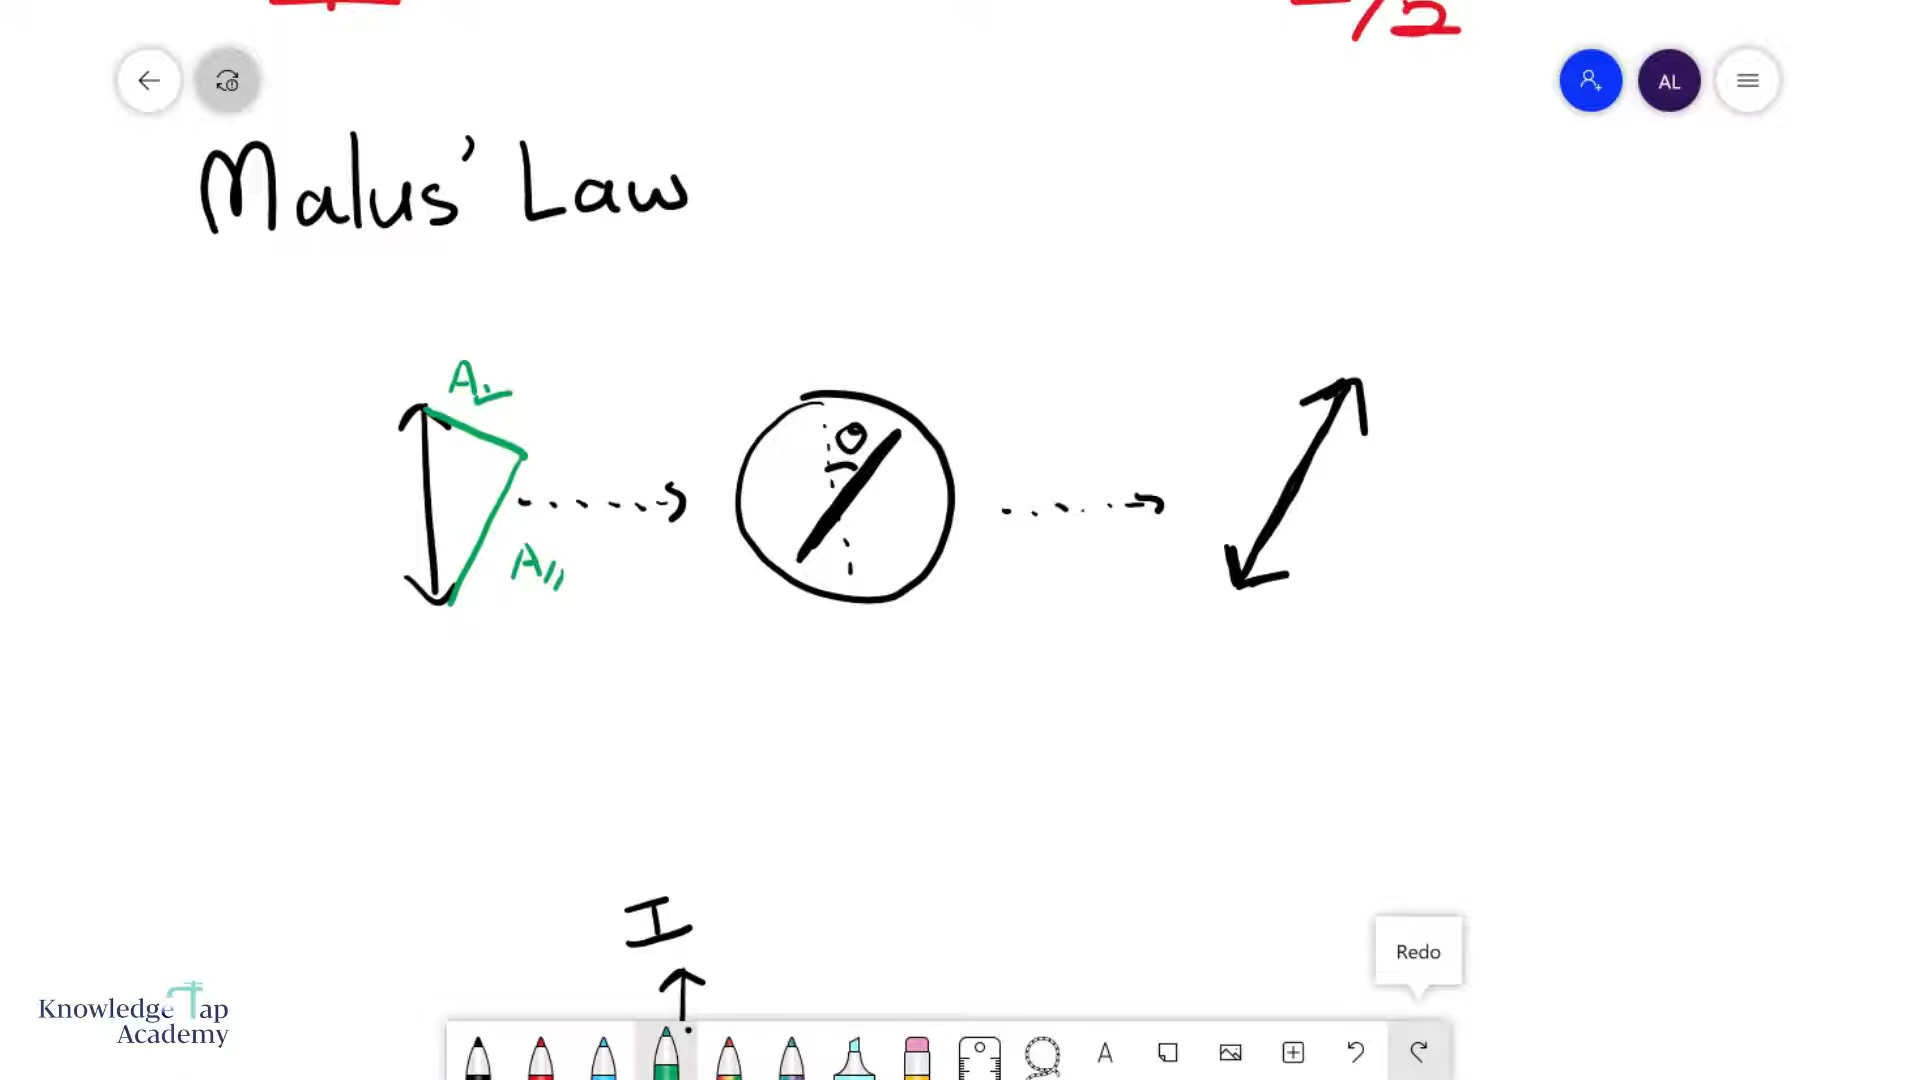 Malus' Law
A⊥
θ
A//
I
AL
Redo
A
Knowledge Tap
Academy